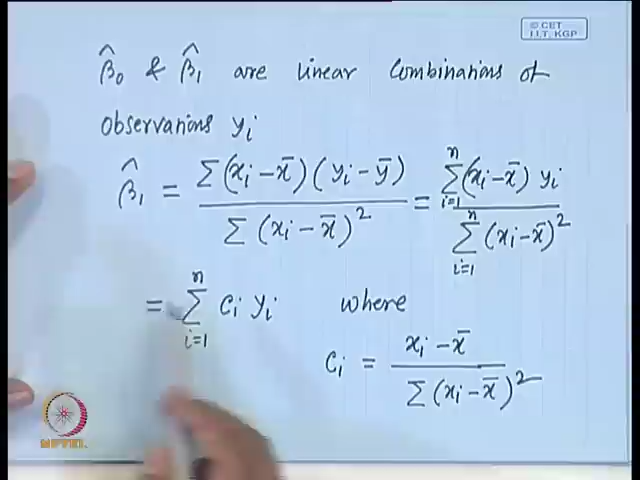 © CET
I.I.T. KGP
β̂₀ & β̂₁ are linear combinations of
observations yᵢ
β̂₁ = Σ(xᵢ-x̄)(yᵢ-ȳ) / Σ(xᵢ-x̄)² = Σᵢ₌₁ⁿ(xᵢ-x̄) yᵢ / Σᵢ₌₁ⁿ(xᵢ-x̄)²
= Σᵢ₌₁ⁿ cᵢ yᵢ where
cᵢ = xᵢ-x̄ / Σ(xᵢ-x̄)²
NPTEL